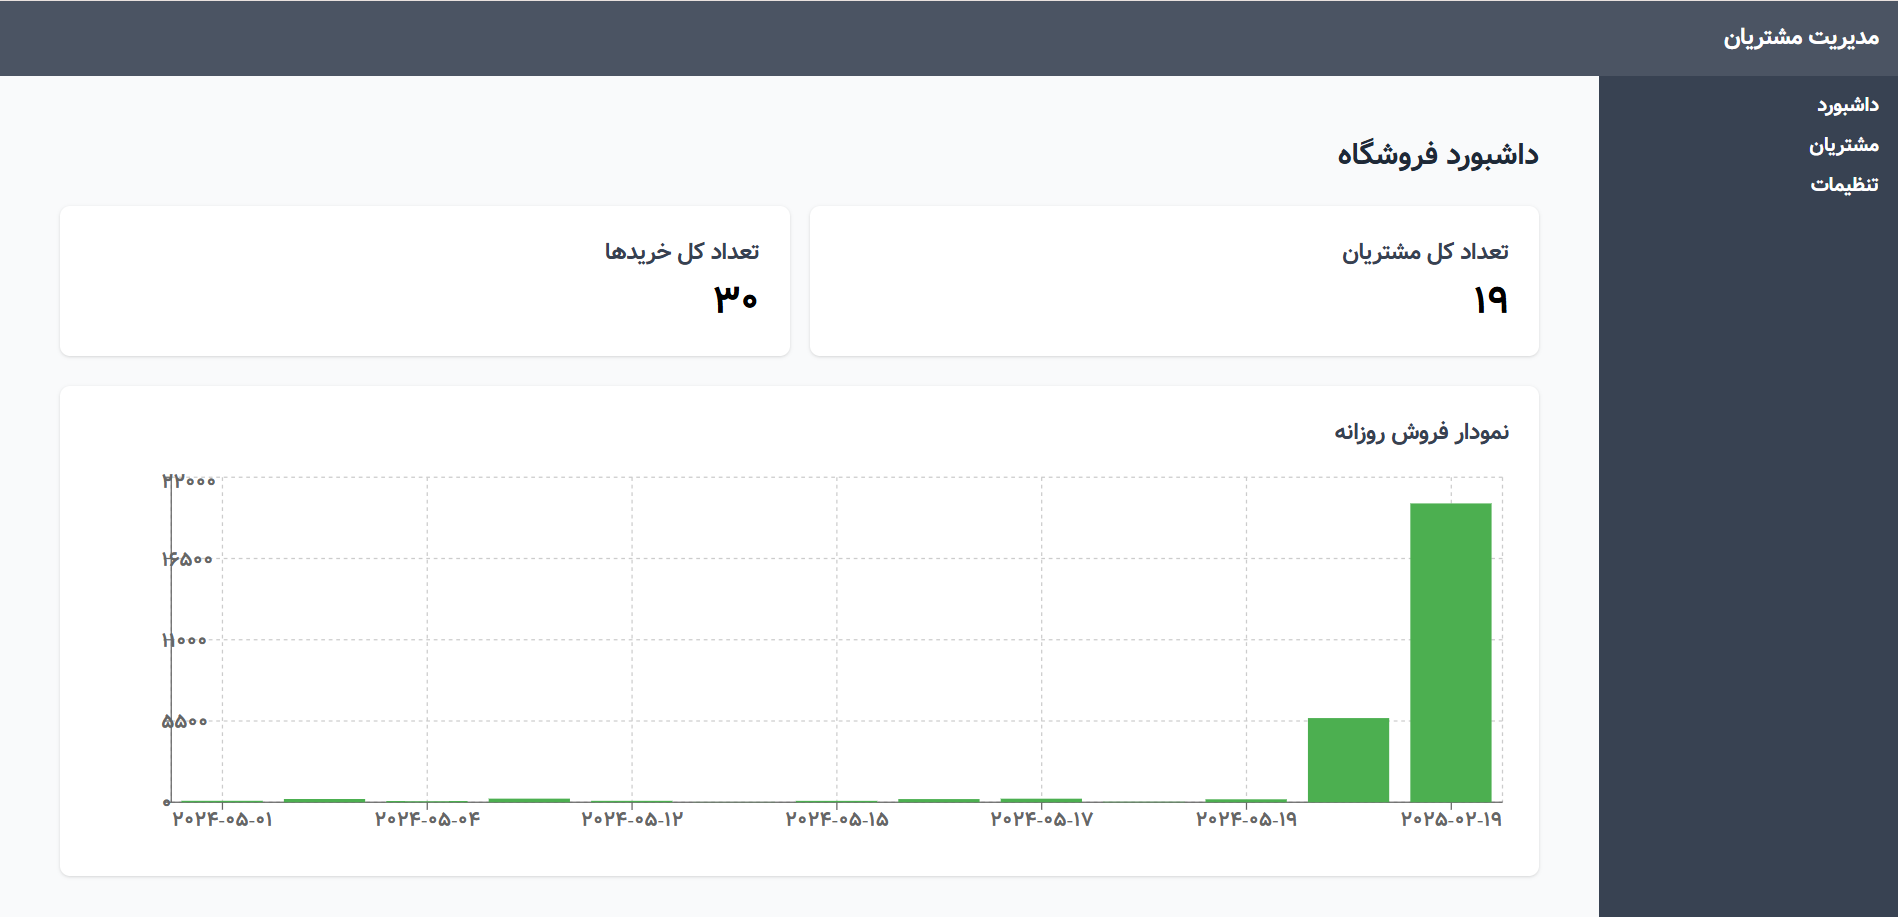 مدیریت مشتریان
داشبورد
مشتریان
تنظیمات
داشبورد فروشگاه
تعداد کل مشتریان
۱۹
تعداد کل خریدها
۳۰
نمودار فروش روزانه
۲۲۰۰۰
۱۶۵۰۰
۱۱۰۰۰
۵۵۰۰
۰
۲۰۲۴-۰۵-۰۱
۲۰۲۴-۰۵-۰۴
۲۰۲۴-۰۵-۱۲
۲۰۲۴-۰۵-۱۵
۲۰۲۴-۰۵-۱۷
۲۰۲۴-۰۵-۱۹
۲۰۲۵-۰۲-۱۹